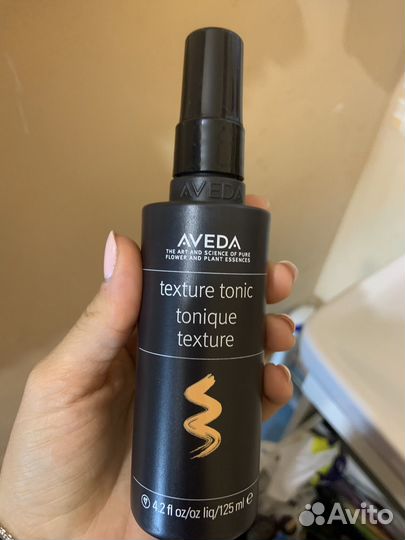 AVEDA
AVEDA
THE ART AND SCIENCE OF PURE
FLOWER AND PLANT ESSENCES
texture tonic
tonique
texture
4.2 fl oz/oz liq/125 ml ℮
Avito